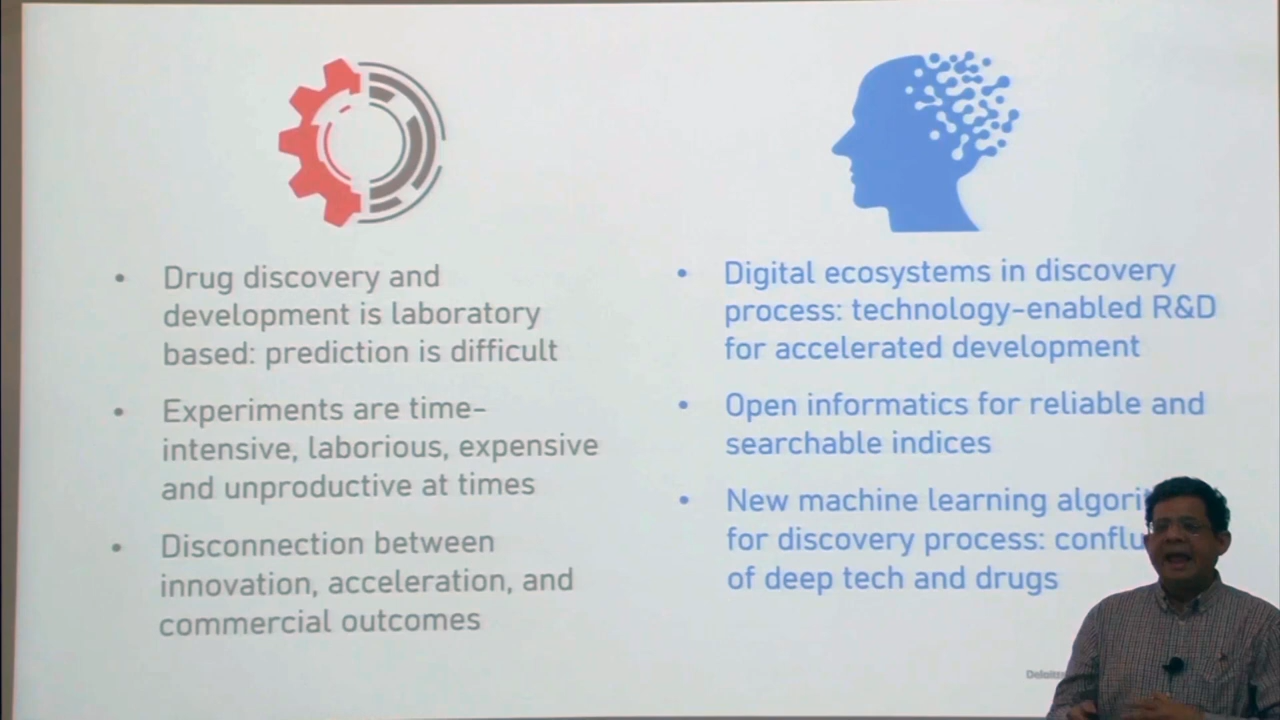 • Drug discovery and
development is laboratory
based: prediction is difficult
• Experiments are time-
intensive, laborious, expensive
and unproductive at times
• Disconnection between
innovation, acceleration, and
commercial outcomes
• Digital ecosystems in discovery
process: technology-enabled R&D
for accelerated development
• Open informatics for reliable and
searchable indices
• New machine learning
for discovery process:
of deep tech and drugs
Deloitte